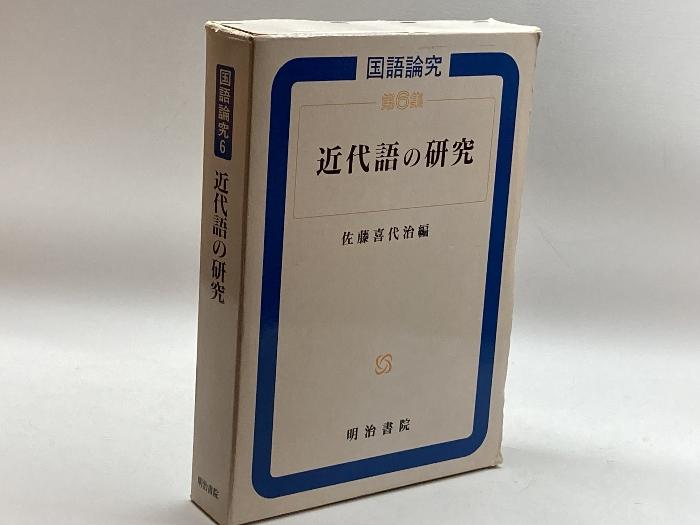 国語論究
第6集
近代語の研究
佐藤喜代治編
明治書院
国語論究6
近代語の研究
明治書院